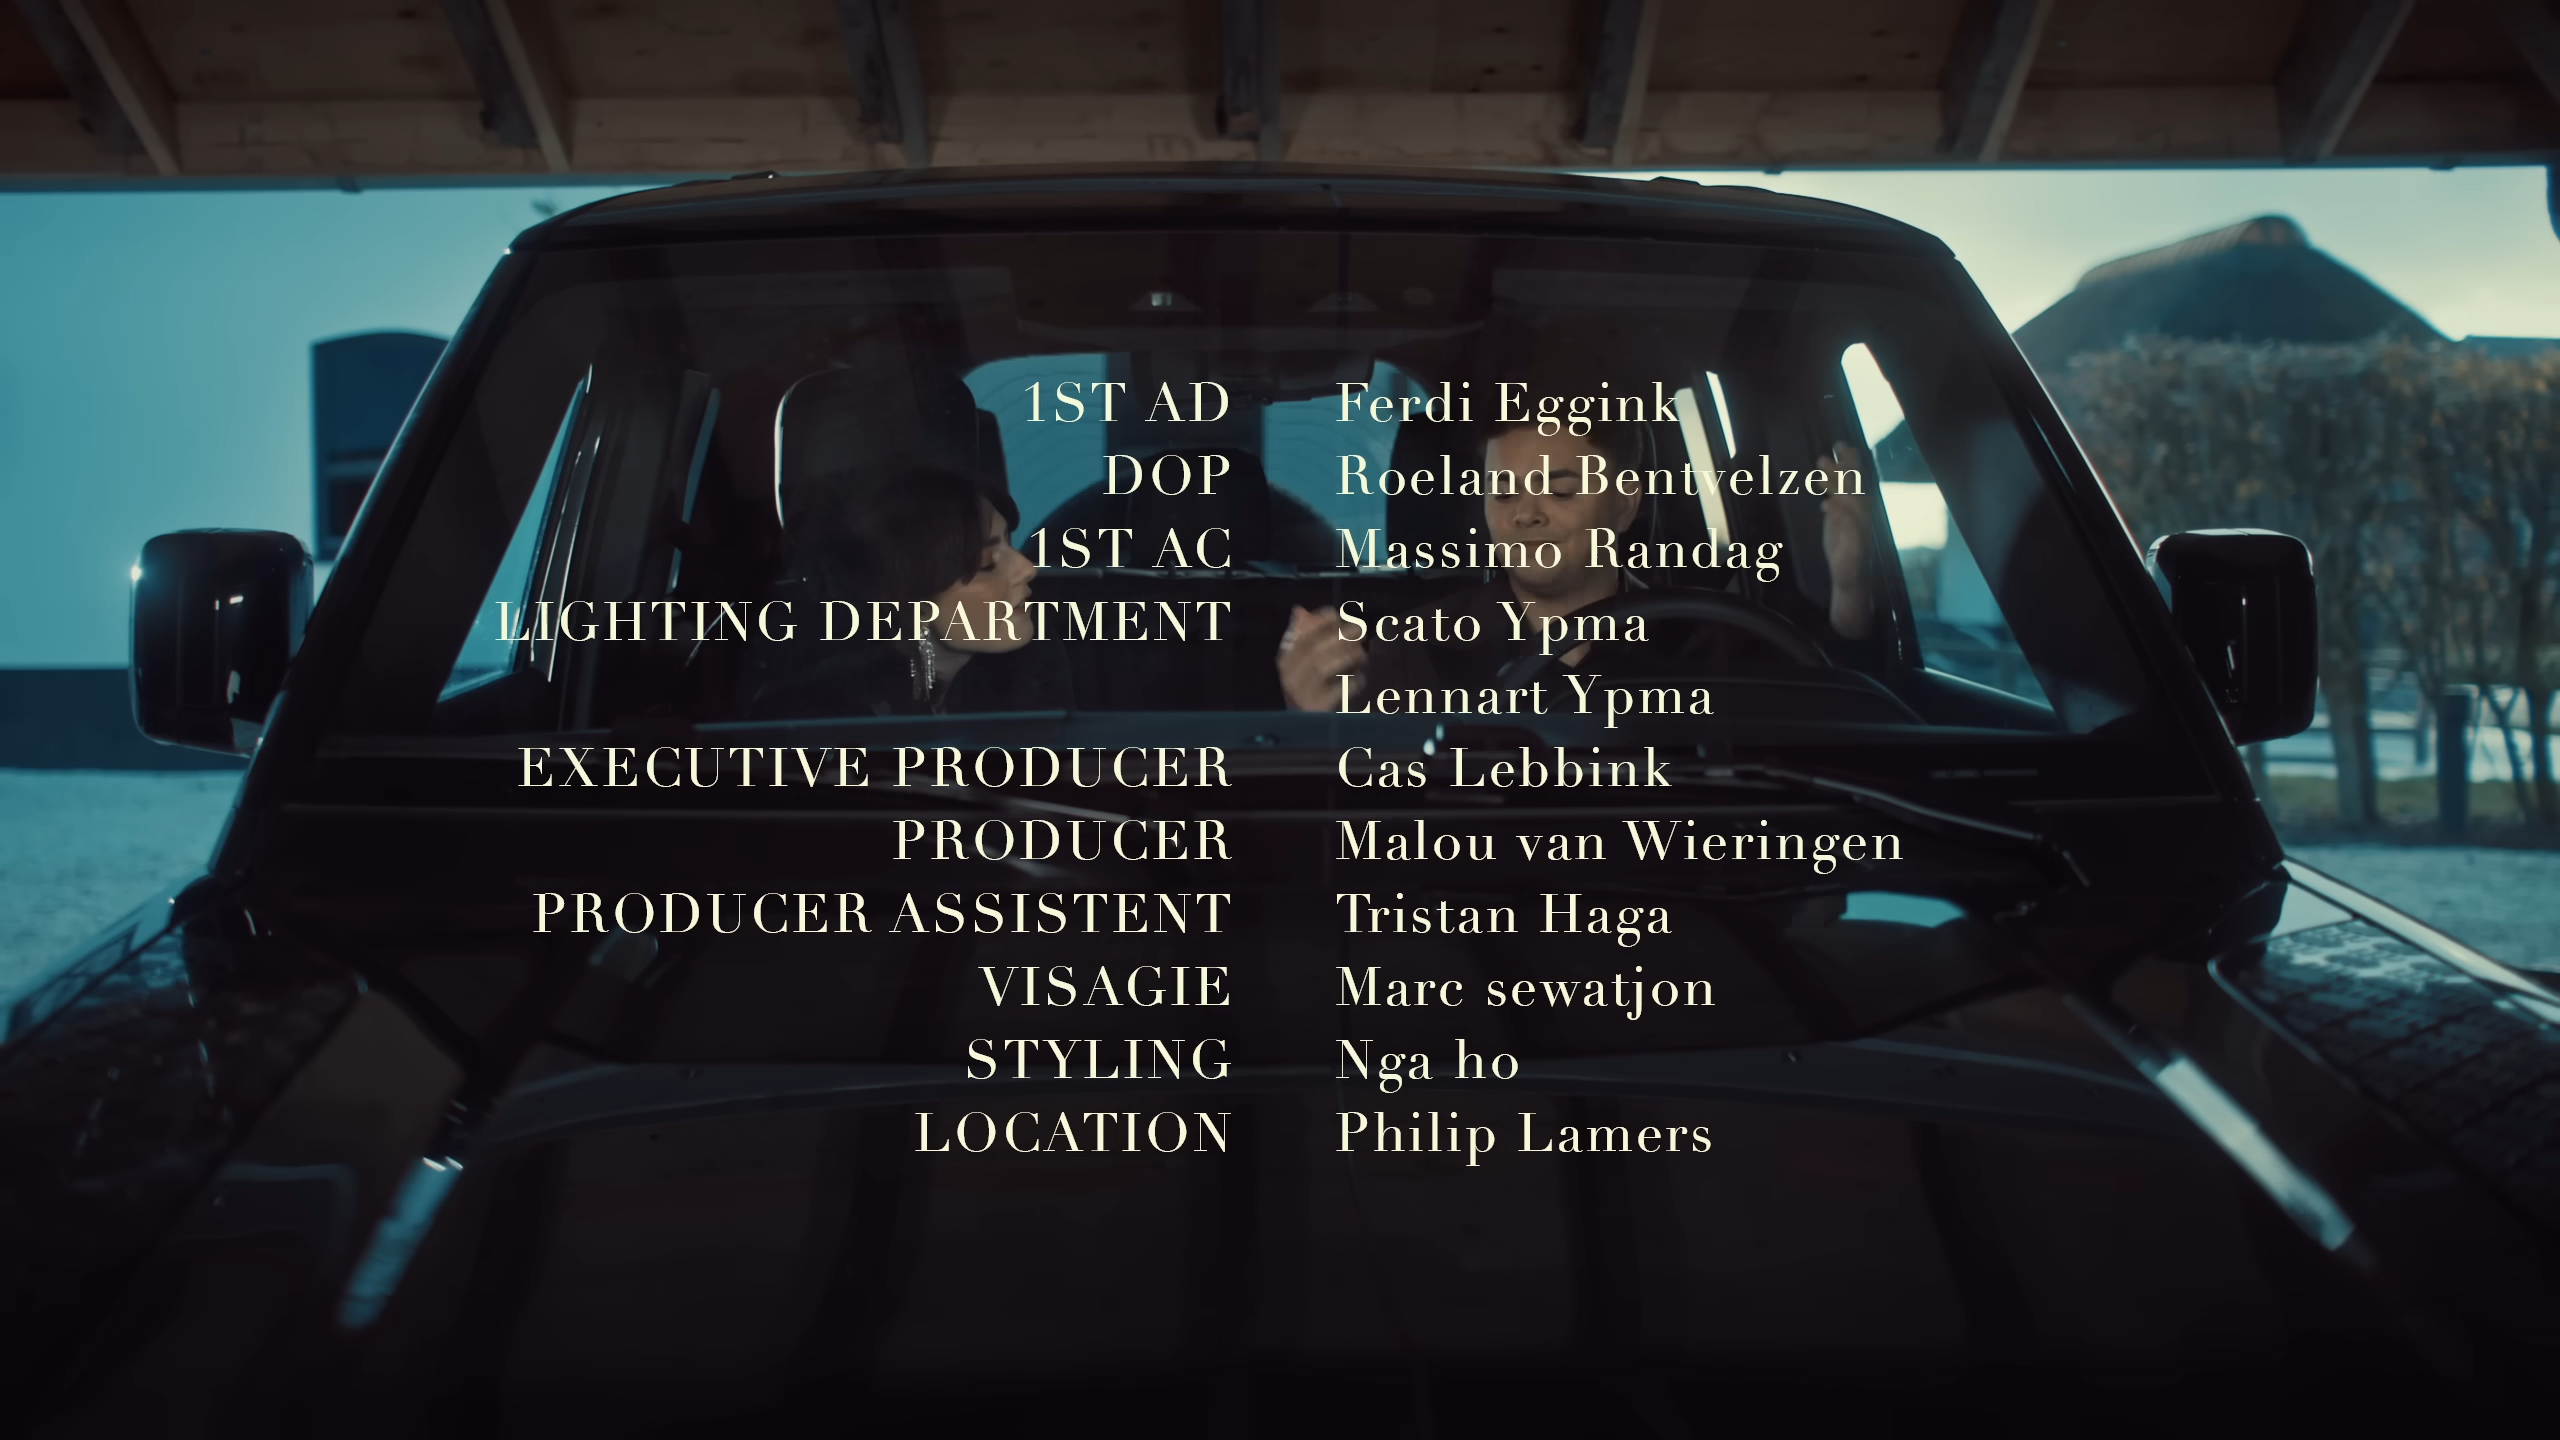 1ST AD Ferdi Eggink
DOP Roeland Bentvelzen
1ST AC Massimo Randag
LIGHTING DEPARTMENT Scato Ypma
Lennart Ypma
EXECUTIVE PRODUCER Cas Lebbink
PRODUCER Malou van Wieringen
PRODUCER ASSISTENT Tristan Haga
VISAGIE Marc sewatjon
STYLING Nga ho
LOCATION Philip Lamers